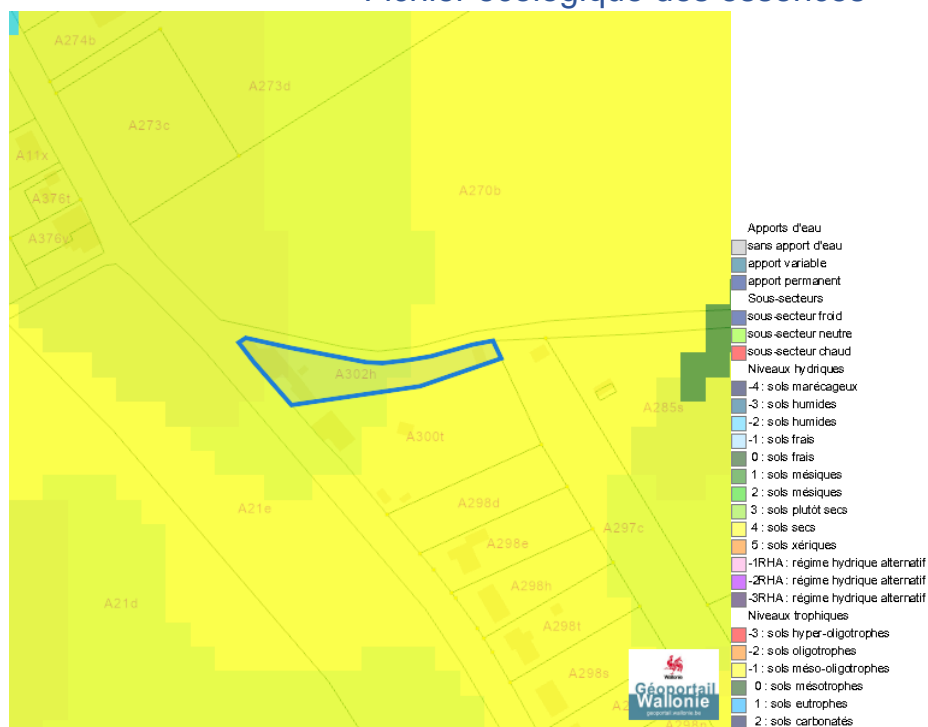 Fichier écologique des essences
A274b
A273d
A273c
A11x
A376t
A376v
A270b
A302h
A300t
A285s
A21e
A298d
A298e
A297c
A298h
A21d
A298t
A298s
Apports d'eau
sans apport d'eau
apport variable
apport permanent
Sous-secteurs
sous-secteur froid
sous-secteur neutre
sous-secteur chaud
Niveaux hydriques
-4 : sols marécageux
-3 : sols humides
-2 : sols humides
-1 : sols frais
0 : sols frais
1 : sols mésiques
2 : sols mésiques
3 : sols plutôt secs
4 : sols secs
5 : sols xériques
-1RHA : régime hydrique alternatif
-2RHA : régime hydrique alternatif
-3RHA : régime hydrique alternatif
Niveaux trophiques
-3 : sols hyper-oligotrophes
-2 : sols oligotrophes
-1 : sols méso-oligotrophes
0 : sols mésotrophes
1 : sols eutrophes
2 : sols carbonatés
Wallonie
Géoportail
Wallonie
geoportail.wallonie.be